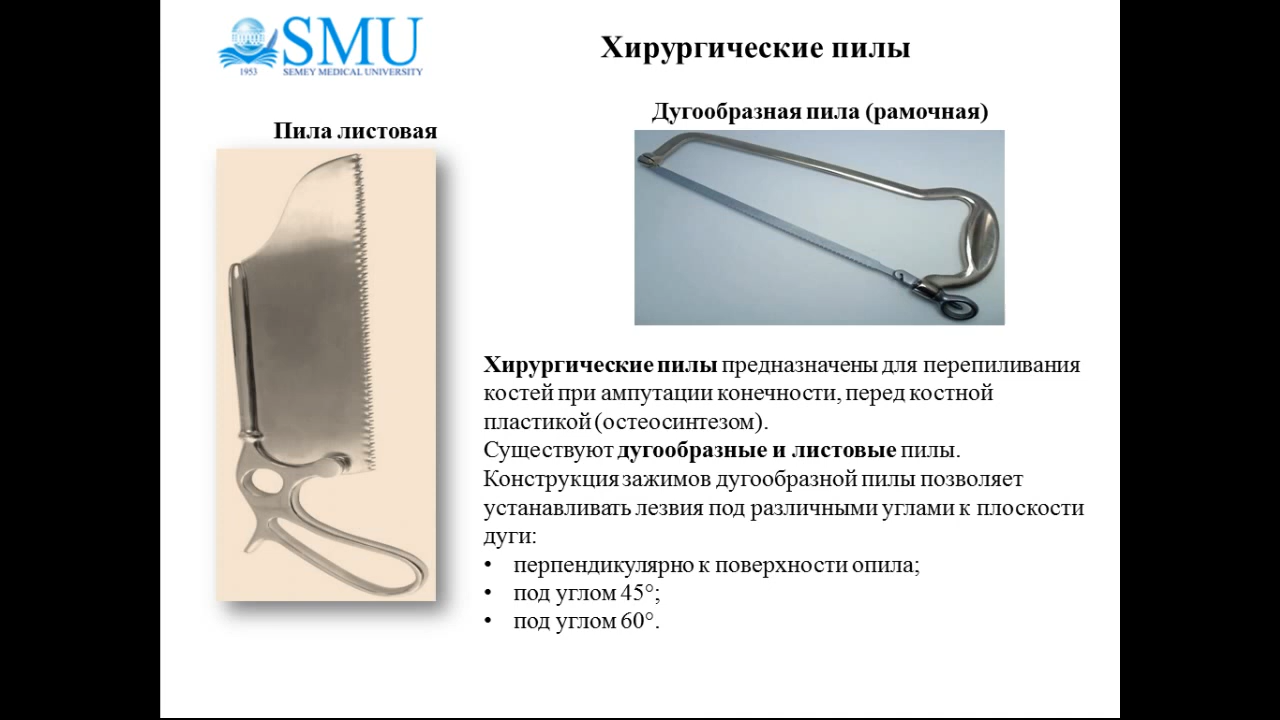 SMU
1953 SEMEY MEDICAL UNIVERSITY
Хирургические пилы
Пила листовая
Дугообразная пила (рамочная)
Хирургические пилы предназначены для перепиливания
костей при ампутации конечности, перед костной
пластикой (остеосинтезом).
Существуют дугообразные и листовые пилы.
Конструкция зажимов дугообразной пилы позволяет
устанавливать лезвия под различными углами к плоскости
дуги:
• перпендикулярно к поверхности опила;
• под углом 45°;
• под углом 60°.